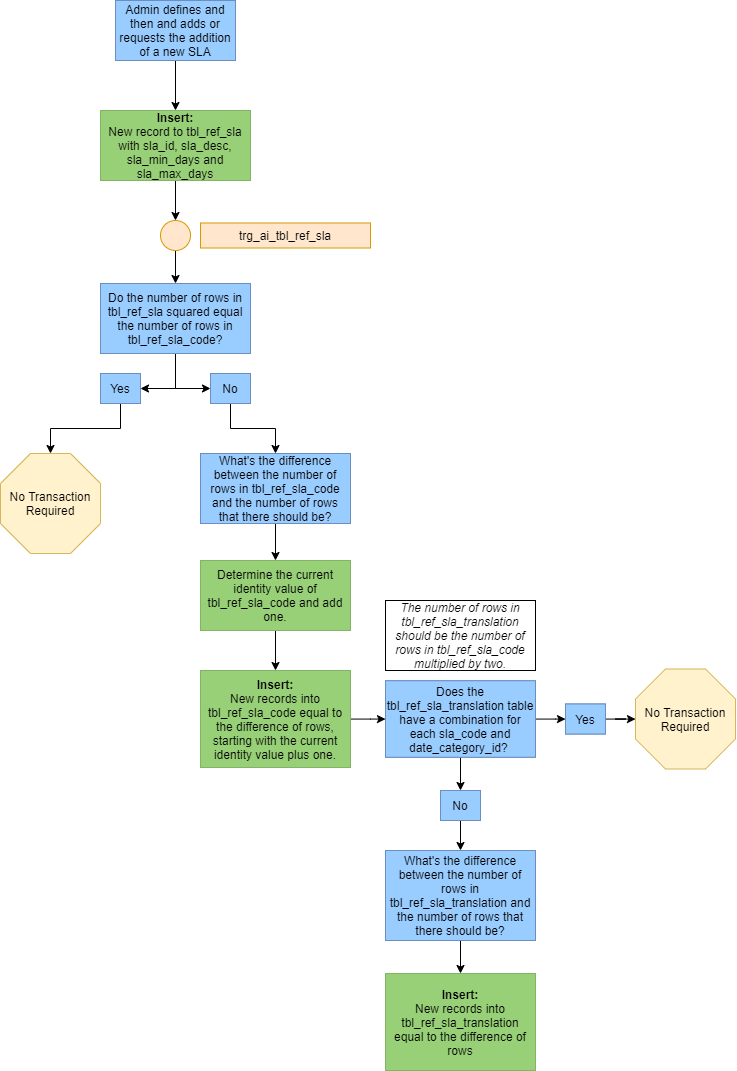 Admin defines and
then and adds or
requests the addition
of a new SLA
Insert:
New record to tbl_ref_sla
with sla_id, sla_desc,
sla_min_days and
sla_max_days
trg_ai_tbl_ref_sla
Do the number of rows in
tbl_ref_sla squared equal
the number of rows in
tbl_ref_sla_code?
Yes
No
No Transaction
Required
What's the difference
between the number of
rows in tbl_ref_sla_code
and the number of rows
that there should be?
Determine the current
identity value of
tbl_ref_sla_code and add
one.
The number of rows in
tbl_ref_sla_translation
should be the number of
rows in tbl_ref_sla_code
multiplied by two.
Insert:
New records into
tbl_ref_sla_code equal to
the difference of rows,
starting with the current
identity value plus one.
Does the
tbl_ref_sla_translation table
have a combination for
each sla_code and
date_category_id?
Yes
No Transaction
Required
No
What's the difference
between the number of
rows in
tbl_ref_sla_translation and
the number of rows that
there should be?
Insert:
New records into
tbl_ref_sla_translation
equal to the difference of
rows